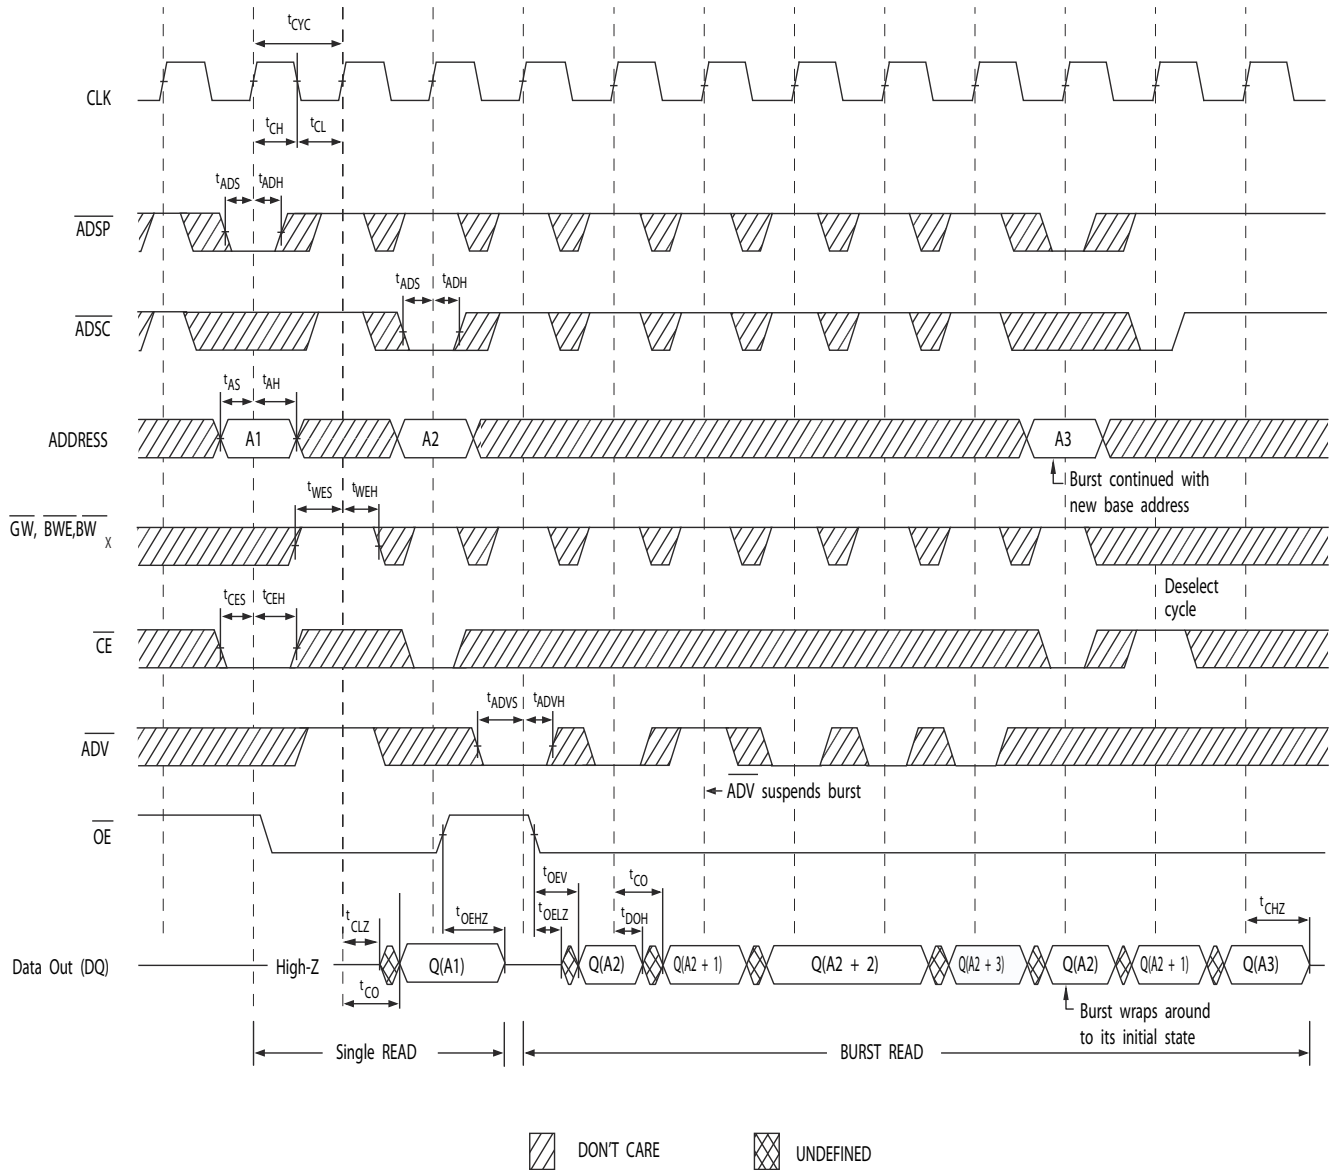 tCYC
CLK
tCH
tCL
tADS
tADH
ADSP
tADS
tADH
ADSC
tAS
tAH
ADDRESS
A1
A2
A3
Burst continued with
new base address
tWES
tWEH
GW, BWE,BW X
Deselect
cycle
tCES
tCEH
CE
tADVS
tADVH
ADV
ADV suspends burst
OE
tCLZ
tOEHZ
tOEV
tOELZ
tCO
tDOH
tCHZ
Data Out (DQ)
High-Z
Q(A1)
Q(A2)
Q(A2 + 1)
Q(A2 + 2)
Q(A2 + 3)
Q(A2)
Q(A2 + 1)
Q(A3)
tCO
Burst wraps around
to its initial state
Single READ
BURST READ
DON'T CARE
UNDEFINED